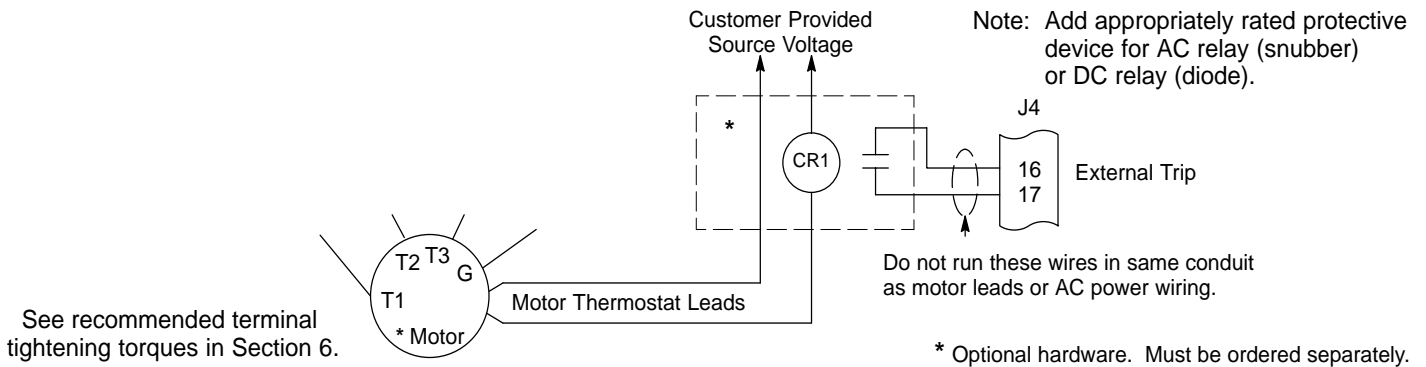 Customer Provided
Source Voltage
Note: Add appropriately rated protective
device for AC relay (snubber)
or DC relay (diode).
J4
*
CR1
16
17
External Trip
Do not run these wires in same conduit
as motor leads or AC power wiring.
T1
T2
T3
G
* Motor
Motor Thermostat Leads
See recommended terminal
tightening torques in Section 6.
* Optional hardware. Must be ordered separately.